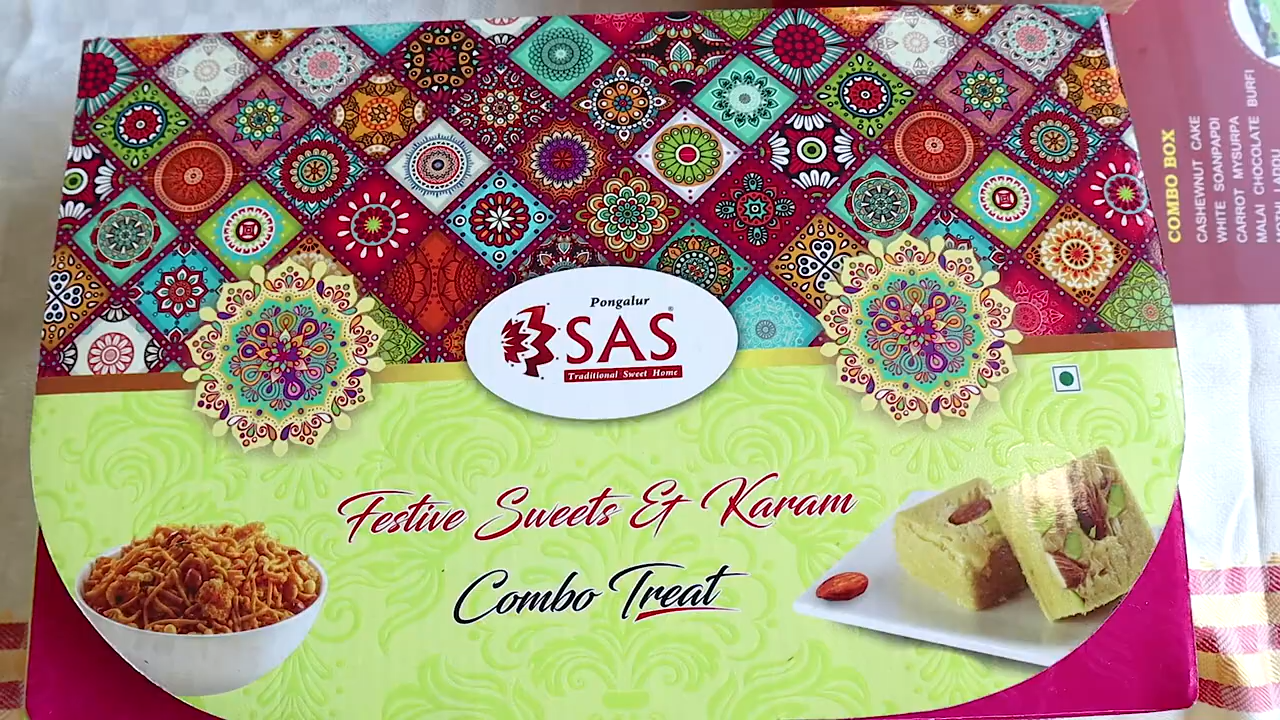 Pongalur
SAS
Traditional Sweet Home
Festive Sweets & Karam
Combo Treat
COMBO BOX
CASHEWNUT CAKE
WHITE SOANPAPDI
CARROT MYSURPA
MALAI CHOCOLATE BURFI
LADDU